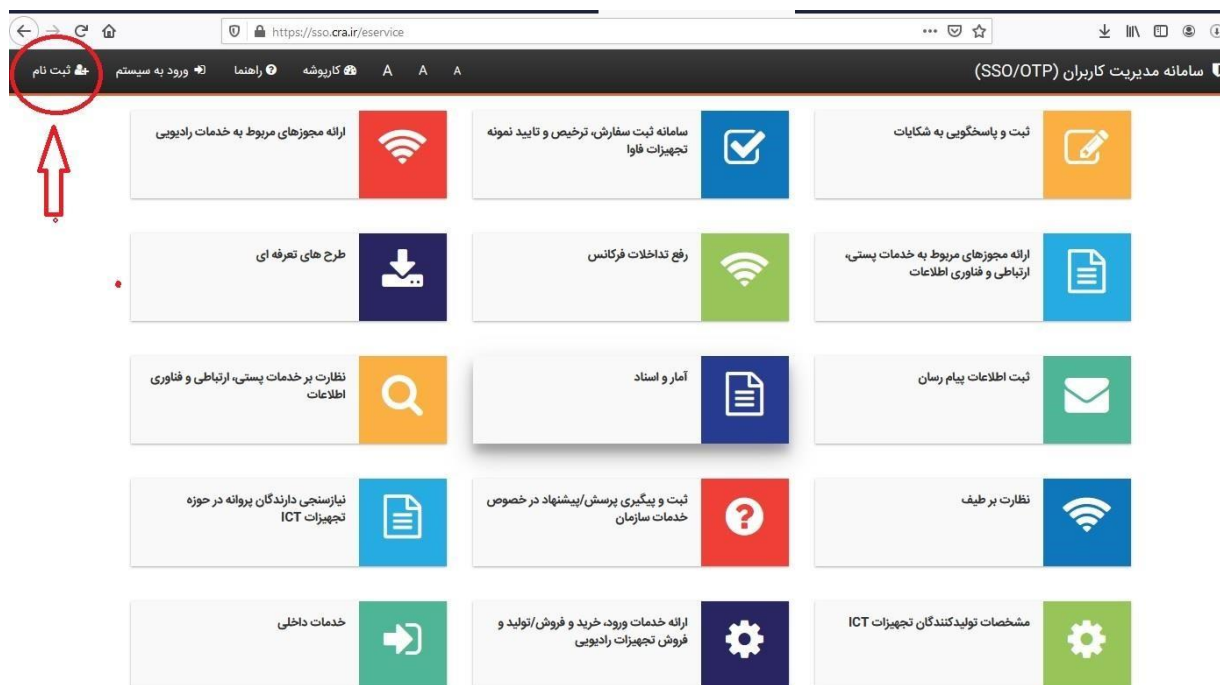 https://sso.cra.ir/eservice
سامانه مدیریت کاربران (SSO/OTP)
A A A
کارپوشه
راهنما
ورود به سیستم
ثبت نام
ثبت و پاسخگویی به شکایات
سامانه ثبت سفارش، ترخیص و تایید نمونه
تجهیزات فاوا
ارائه مجوزهای مربوط به خدمات رادیویی
ارائه مجوزهای مربوط به خدمات پستی،
ارتباطی و فناوری اطلاعات
رفع تداخلات فرکانس
طرح های تعرفه ای
ثبت اطلاعات پیام رسان
آمار و اسناد
نظارت بر خدمات پستی، ارتباطی و فناوری
اطلاعات
نظارت بر طیف
ثبت و پیگیری پرسش/پیشنهاد در خصوص
خدمات سازمان
نیازسنجی دارندگان پروانه در حوزه
تجهیزات ICT
مشخصات تولیدکنندگان تجهیزات ICT
ارائه خدمات ورود، خرید و فروش/تولید و
فروش تجهیزات رادیویی
خدمات داخلی